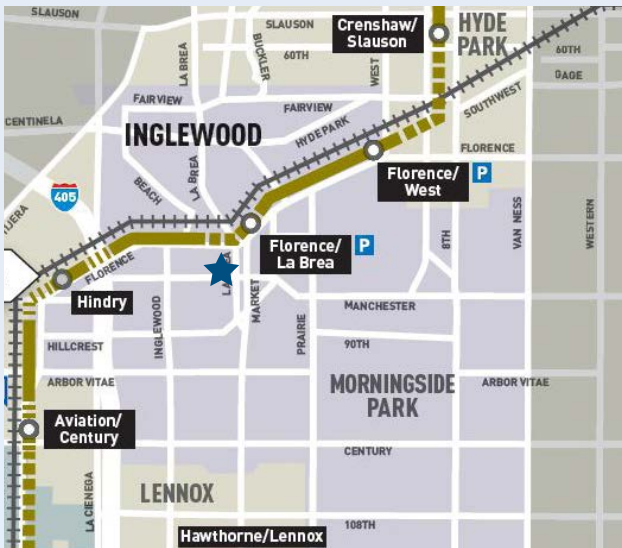 SLAUSON
SLAUSON
Crenshaw/
Slauson
HYDE
PARK
LA BREA
BUCKLER
60TH
WEST
60TH
GAGE
FAIRVIEW
FAIRVIEW
SOUTHWEST
CENTINELA
INGLEWOOD
HYDE PARK
FLORENCE
LA BREA
BEACH
405
Florence/
West
P
VAN NESS
WESTERN
8TH
Florence/
La Brea
P
FLORENCE
Hindry
INGLEWOOD
MARKET
MANCHESTER
PRAIRIE
HILLCREST
90TH
ARBOR VITAE
MORNINGSIDE
PARK
ARBOR VITAE
Aviation/
Century
CENTURY
LA CIENEGA
LENNOX
108TH
Hawthorne/Lennox